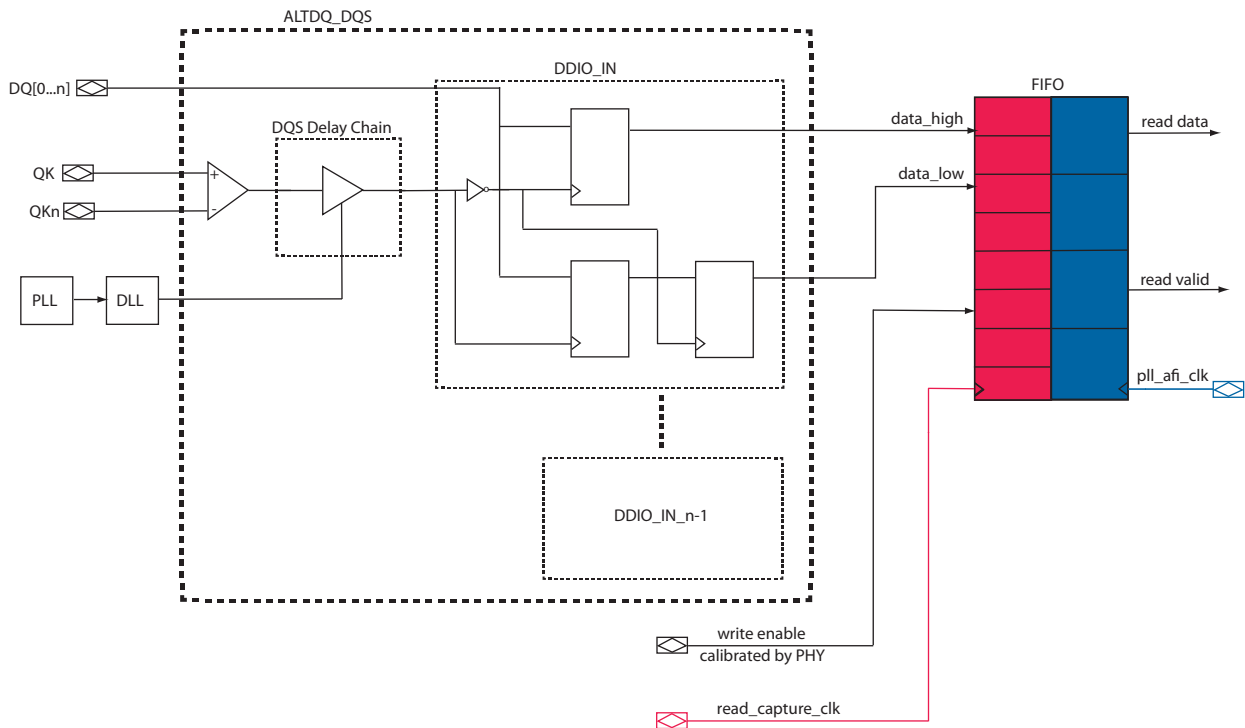 ALTDQ_DQS
DDIO_IN
FIFO
DQ[0...n]
data_high
read data
DQS Delay Chain
QK
+
data_low
QKn
-
PLL
DLL
read valid
pll_afi_clk
DDIO_IN_n-1
write enable
calibrated by PHY
read_capture_clk